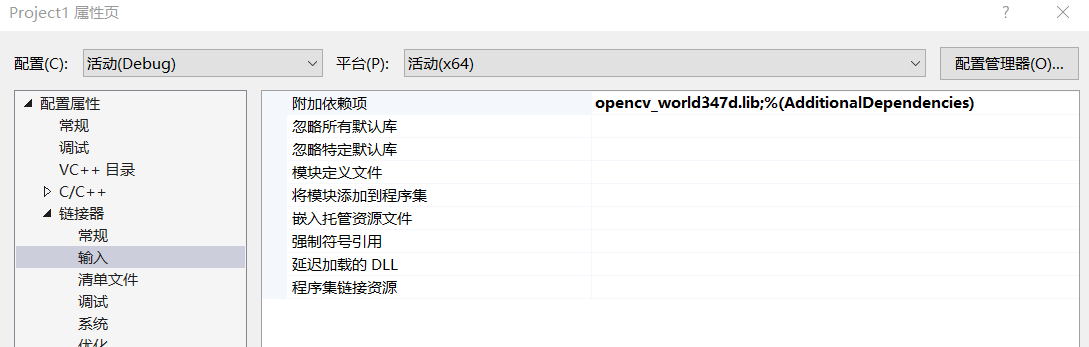 Project1 属性页
配置(C): 活动(Debug) 平台(P): 活动(x64) 配置管理器(O)...
配置属性
常规
调试
VC++ 目录
C/C++
链接器
常规
输入
清单文件
调试
系统
优化
附加依赖项 opencv_world347d.lib;%(AdditionalDependencies)
忽略所有默认库
忽略特定默认库
模块定义文件
将模块添加到程序集
嵌入托管资源文件
强制符号引用
延迟加载的 DLL
程序集链接资源